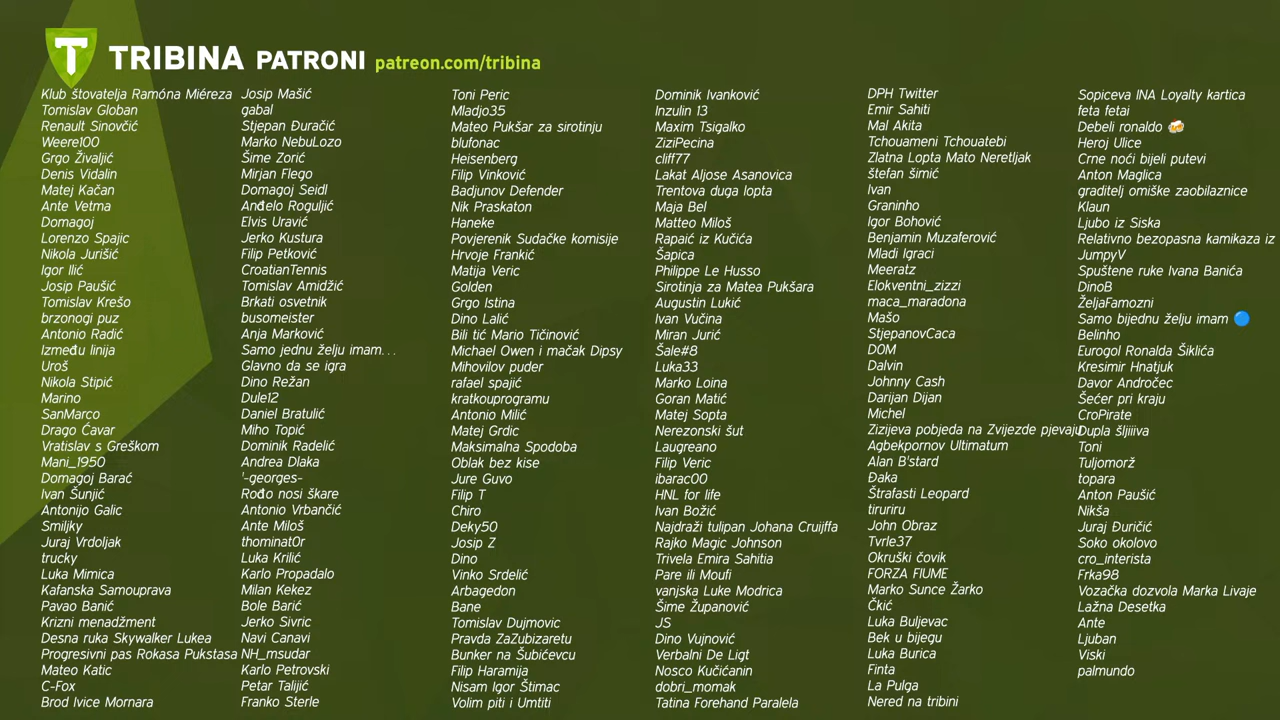 T TRIBINA PATRONI patreon.com/tribina
Klub štovatelja Ramóna Miéreza
Tomislav Globan
Renault Sinovčić
Weere100
Grgo Živaljić
Denis Vidalin
Matej Kačan
Ante Vetma
Domagoj
Lorenzo Spajic
Nikola Jurišić
Igor Ilić
Josip Paušić
Tomislav Krešo
brzonogi puz
Antonio Radić
Između linija
Uroš
Nikola Stipić
Marino
SanMarco
Drago Ćavar
Vratislav s Greškom
Mani_1950
Domagoj Barać
Ivan Šunjić
Antonijo Galic
Smiljky
Juraj Vrdoljak
trucky
Luka Mimica
Kafanska Samouprava
Pavao Banić
Krizni menadžment
Desna ruka Skywalker Lukea
Progresivni pas Rokasa Pukstasa
Mateo Katic
C-Fox
Brod Ivice Mornara
Josip Mašić
gabal
Stjepan Đuračić
Marko NebuLozo
Šime Zorić
Mirjan Flego
Domagoj Seidl
Anđelo Roguljić
Elvis Uravić
Jerko Kustura
Filip Petković
CroatianTennis
Tomislav Amidžić
Brkati osvetnik
busomeister
Anja Marković
Samo jednu želju imam...
Glavno da se igra
Dino Režan
Dule12
Daniel Bratulić
Miho Topić
Dominik Radelić
Andrea Dlaka
'-georges-
Rođo nosi škare
Antonio Vrbančić
Ante Miloš
thominat0r
Luka Krilić
Karlo Propadalo
Milan Kekez
Bole Barić
Jerko Sivric
Navi Canavi
NH_msudar
Karlo Petrovski
Petar Talijić
Franko Sterle
Toni Peric
Mladjo35
Mateo Pukšar za sirotinju
blufonac
Heisenberg
Filip Vinković
Badjunov Defender
Nik Praskaton
Haneke
Povjerenik Sudačke komisije
Hrvoje Frankić
Matija Veric
Golden
Grgo Istina
Dino Lalić
Bili tić Mario Tičinović
Michael Owen i mačak Dipsy
Mihovilov puder
rafael spajić
kratkouprogramu
Antonio Milić
Matej Grdic
Maksimalna Spodoba
Oblak bez kise
Jure Guvo
Filip T
Chiro
Deky50
Josip Z
Dino
Vinko Srdelić
Arbagedon
Bane
Tomislav Dujmovic
Pravda ZaZubizaretu
Bunker na Šubićevcu
Filip Haramija
Nisam Igor Štimac
Volim piti i Umtiti
Dominik Ivanković
Inzulin 13
Maxim Tsigalko
ZiziPecina
cliff77
Lakat Aljose Asanovica
Trentova duga lopta
Maja Bel
Matteo Miloš
Rapaić iz Kučića
Šapica
Philippe Le Husso
Sirotinja za Matea Pukšara
Augustin Lukić
Ivan Vučina
Miran Jurić
Šale#8
Luka33
Marko Loina
Goran Matić
Matej Sopta
Nerezonski šut
Laugreano
Filip Veric
ibarac00
HNL for life
Ivan Božić
Najdraži tulipan Johana Cruijffa
Rajko Magic Johnson
Trivela Emira Sahitia
Pare ili Moufi
vanjska Luke Modrica
Šime Županović
JS
Dino Vujnović
Verbalni De Ligt
Nosco Kučićanin
dobri_momak
Tatina Forehand Paralela
DPH Twitter
Emir Sahiti
Mal Akita
Tchouameni Tchouatebi
Zlatna Lopta Mato Neretljak
štefan šimić
Ivan
Graninho
Igor Bohović
Benjamin Muzaferović
Mladi Igraci
Meeratz
Elokventni_zizzi
maca_maradona
Mašo
StjepanovCaca
DOM
Dalvin
Johnny Cash
Darijan Dijan
Michel
Zizijeva pobjeda na Zvijezde pjevaju
Agbekpornov Ultimatum
Alan B'stard
Đaka
Štrafasti Leopard
tiruriru
John Obraz
Tvrle37
Okruški čovik
FORZA FIUME
Marko Sunce Žarko
Čkić
Luka Buljevac
Bek u bijegu
Luka Burica
Finta
La Pulga
Nered na tribini
Sopiceva INA Loyalty kartica
feta fetai
Debeli ronaldo 🍻
Heroj Ulice
Crne noći bijeli putevi
Anton Maglica
graditelj omiške zaobilaznice
Klaun
Ljubo iz Siska
Relativno bezopasna kamikaza iz
JumpyV
Spuštene ruke Ivana Banića
DinoB
ŽeljaFamozni
Samo bijednu želju imam 🔵
Belinho
Eurogol Ronalda Šiklića
Kresimir Hnatjuk
Davor Andročec
Šećer pri kraju
CroPirate
Dupla šljiiiva
Toni
Tuljomorž
topara
Anton Paušić
Nikša
Juraj Đuričić
Soko okolovo
cro_interista
Frka98
Vozačka dozvola Marka Livaje
Lažna Desetka
Ante
Ljuban
Viski
palmundo